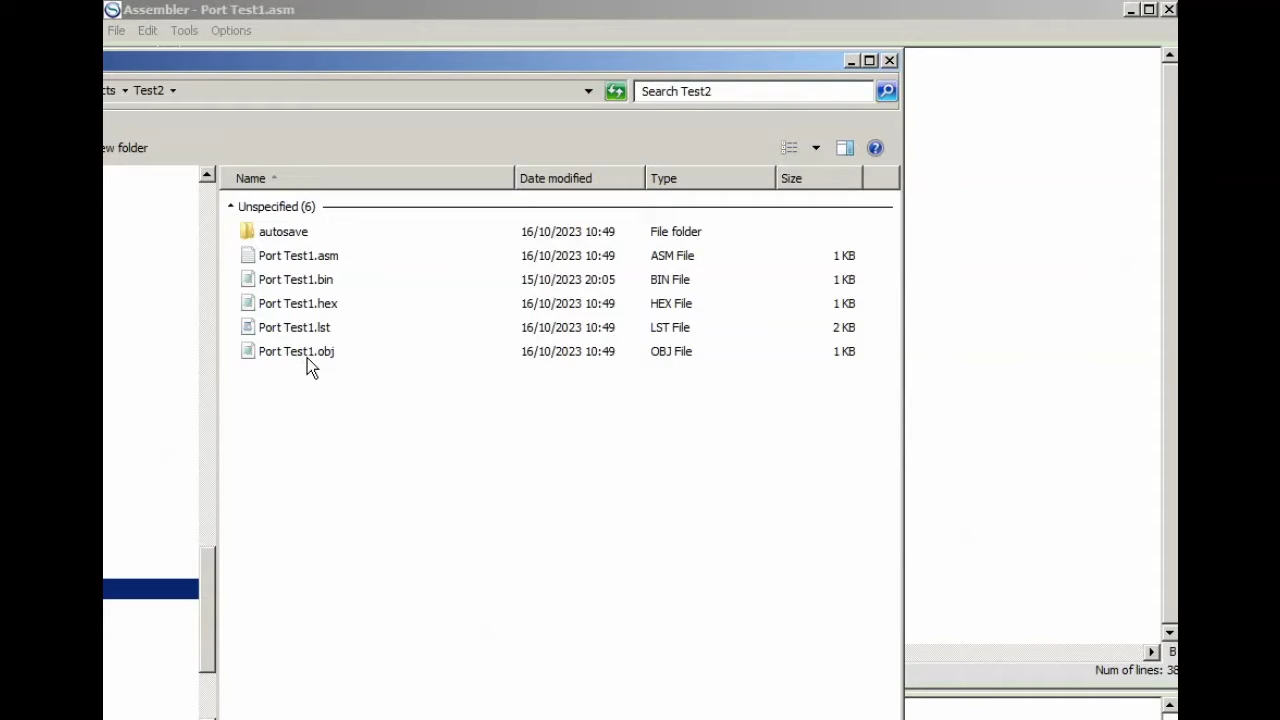 Assembler - Port Test1.asm
File Edit Tools Options
cts Test2
Search Test2
ew folder
Name Date modified Type Size
Unspecified (6)
autosave 16/10/2023 10:49 File folder
Port Test1.asm 16/10/2023 10:49 ASM File 1 KB
Port Test1.bin 15/10/2023 20:05 BIN File 1 KB
Port Test1.hex 16/10/2023 10:49 HEX File 1 KB
Port Test1.lst 16/10/2023 10:49 LST File 2 KB
Port Test1.obj 16/10/2023 10:49 OBJ File 1 KB
B
Num of lines: 38